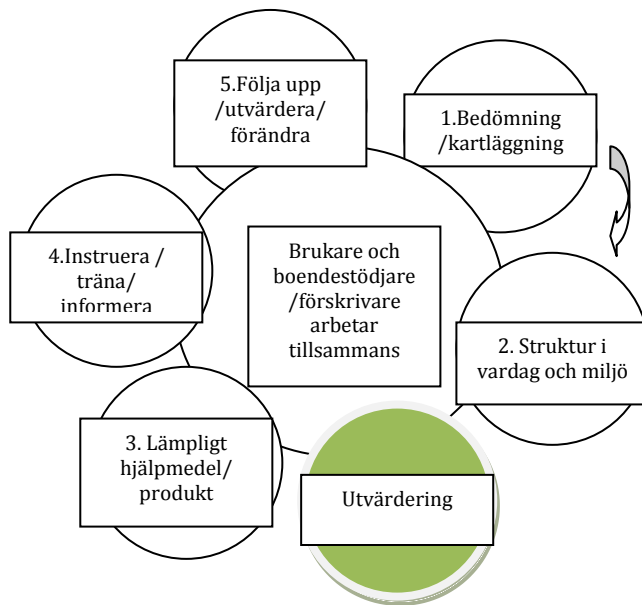 5.Följa upp
/utvärdera/
förändra
1.Bedömning
/kartläggning
4.Instruera /
träna/
informera
Brukare och
boendestödjare
/förskrivare
arbetar
tillsammans
2. Struktur i
vardag och miljö
3. Lämpligt
hjälpmedel/
produkt
Utvärdering